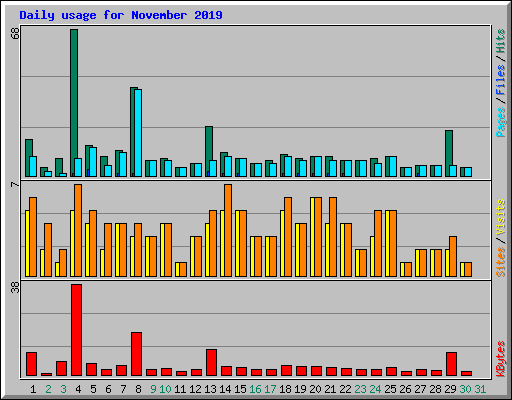 Daily usage for November 2019
68
Pages / Files / Hits
7
Sites / Visits
38
KBytes
1 2 3 4 5 6 7 8 9 10 11 12 13 14 15 16 17 18 19 20 21 22 23 24 25 26 27 28 29 30 31